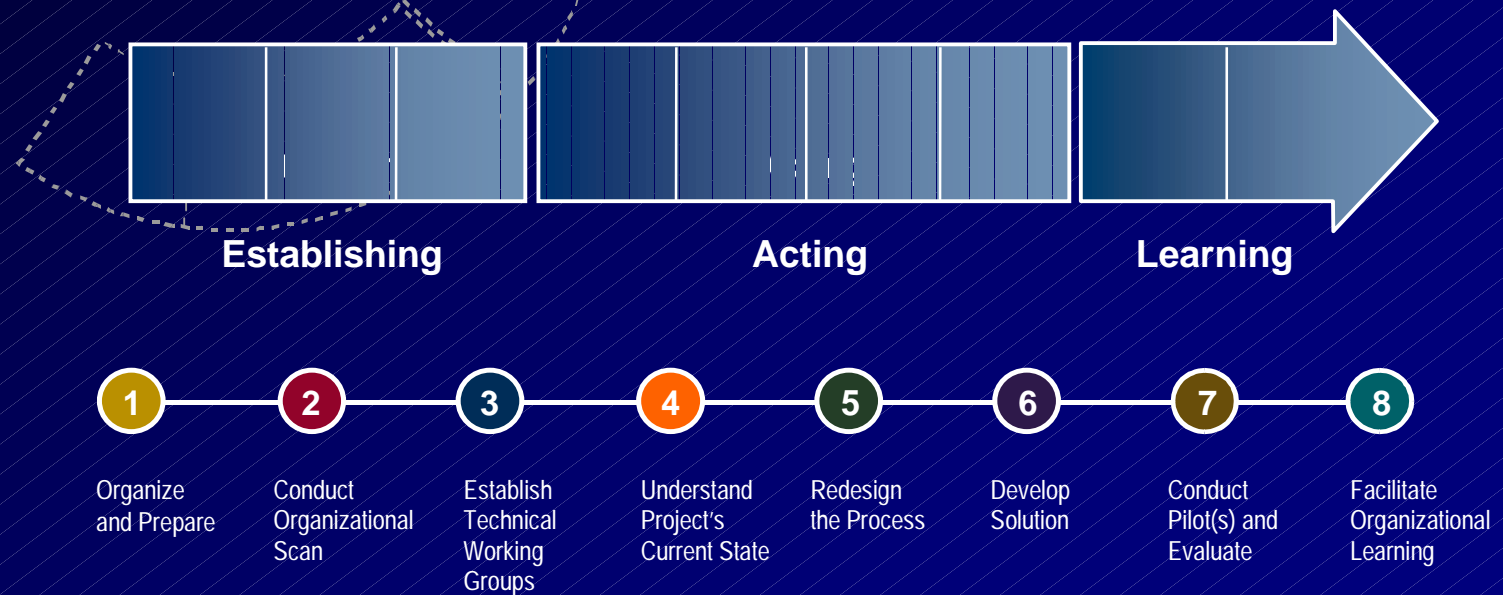 Establishing
Acting
Learning
1
2
3
4
5
6
7
8
Organize
and Prepare
Conduct
Organizational
Scan
Establish
Technical
Working
Groups
Understand
Project's
Current State
Redesign
the Process
Develop
Solution
Conduct
Pilot(s) and
Evaluate
Facilitate
Organizational
Learning